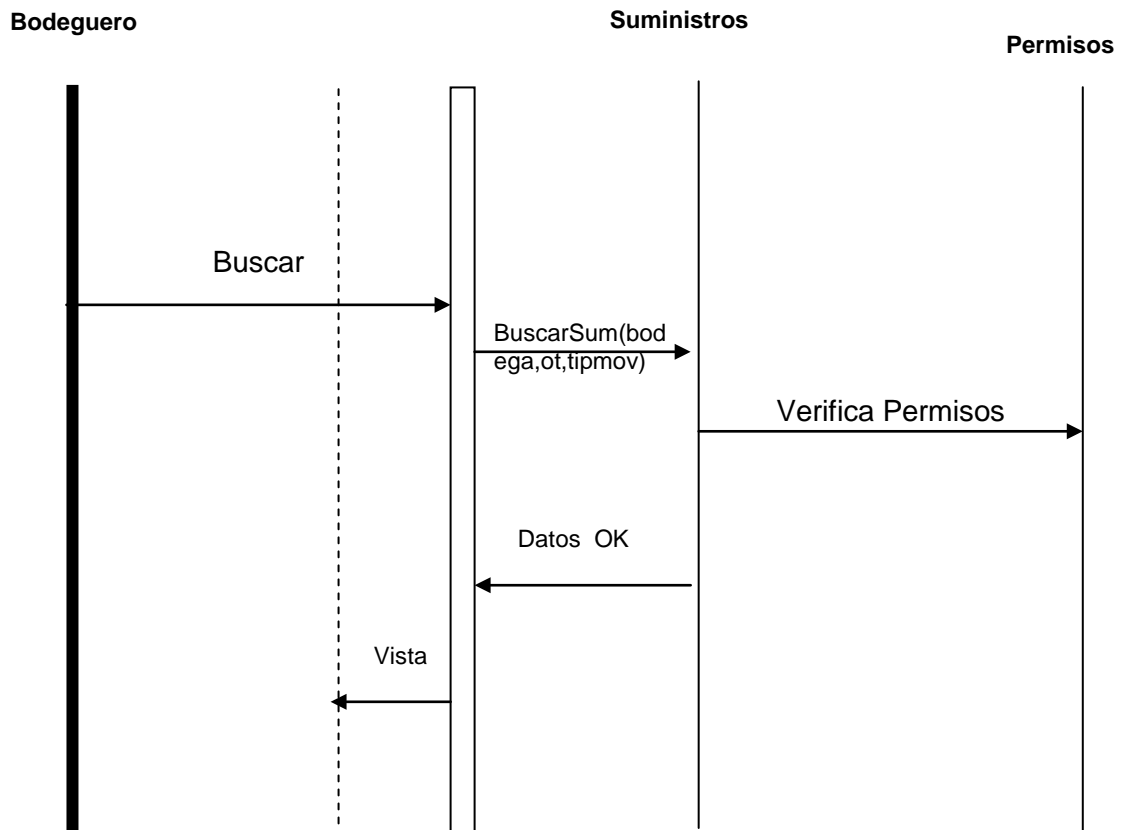 Bodeguero
Suministros
Permisos
Buscar
BuscarSum(bod
ega,ot,tipmov)
Verifica Permisos
Datos  OK
Vista